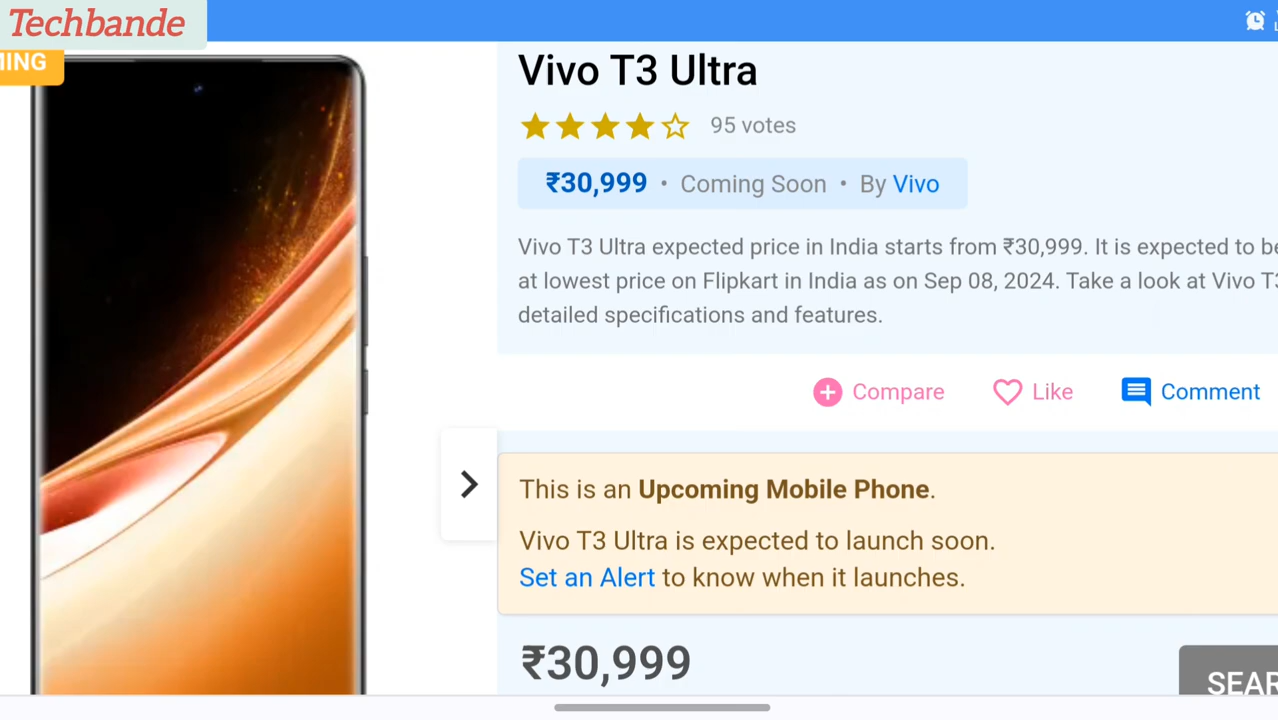 Techbande
MING
Vivo T3 Ultra
95 votes
₹30,999 • Coming Soon • By Vivo
Vivo T3 Ultra expected price in India starts from ₹30,999. It is expected to be
at lowest price on Flipkart in India as on Sep 08, 2024. Take a look at Vivo T3
detailed specifications and features.
Compare
Like
Comment
This is an Upcoming Mobile Phone.
Vivo T3 Ultra is expected to launch soon.
Set an Alert to know when it launches.
₹30,999
SEAR